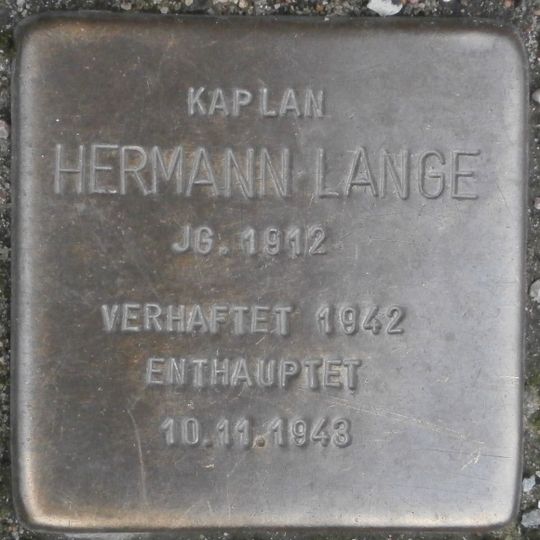 KAPLAN
HERMANN LANGE
JG. 1912
VERHAFTET 1942
ENTHAUPTET
10.11.1943